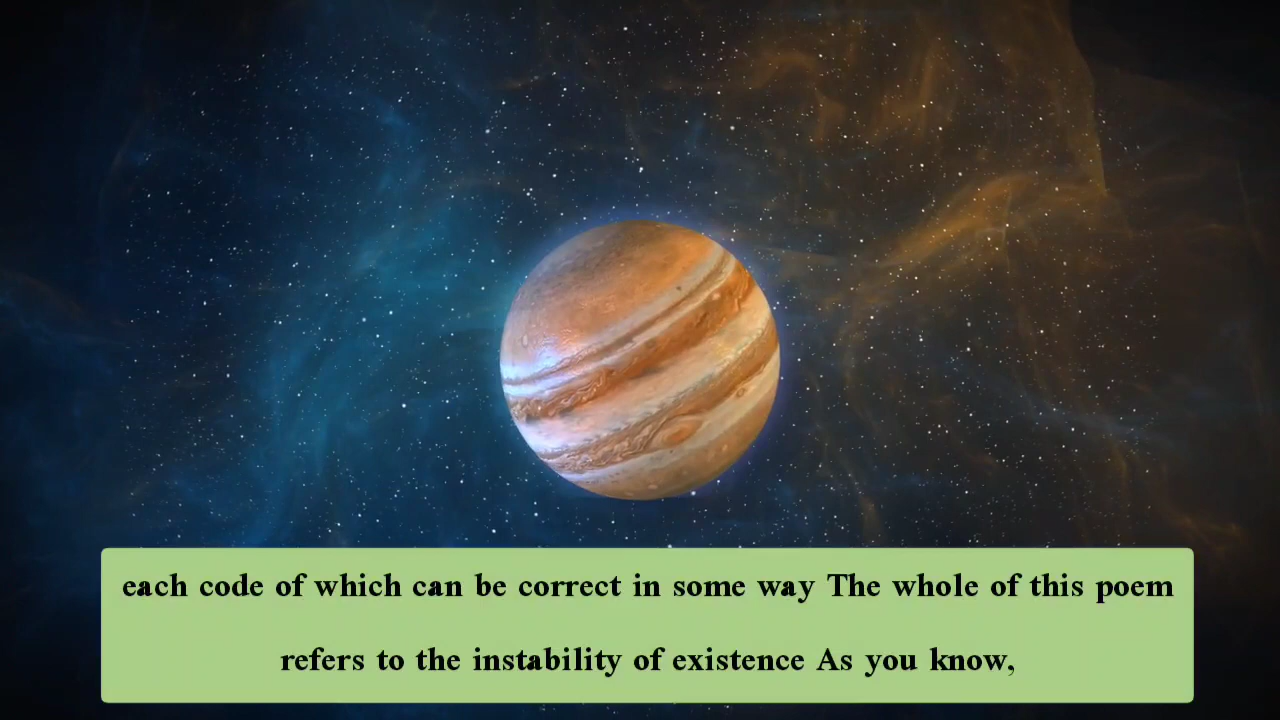 each code of which can be correct in some way The whole of this poem
refers to the instability of existence As you know,